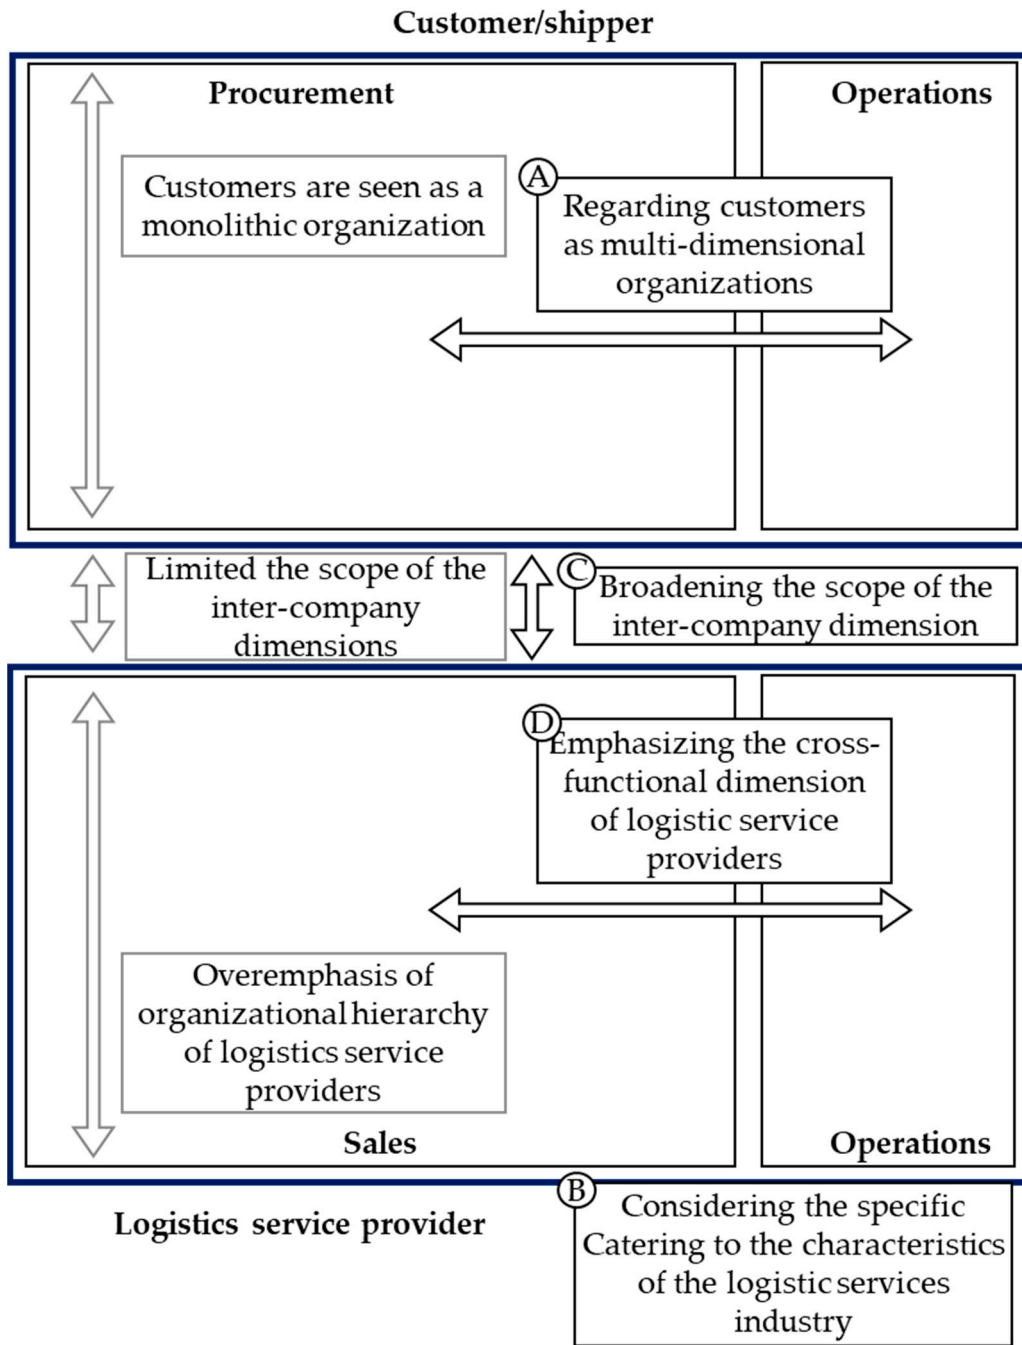 Customer/shipper
Procurement
Operations
Customers are seen as a
monolithic organization
A
Regarding customers
as multi-dimensional
organizations
Limited the scope of the
inter-company
dimensions
C
Broadening the scope of the
inter-company dimension
D
Emphasizing the cross-
functional dimension
of logistic service
providers
Overemphasis of
organizational hierarchy
of logistics service
providers
Sales
Operations
Logistics service provider
B
Considering the specific
Catering to the characteristics
of the logistic services
industry